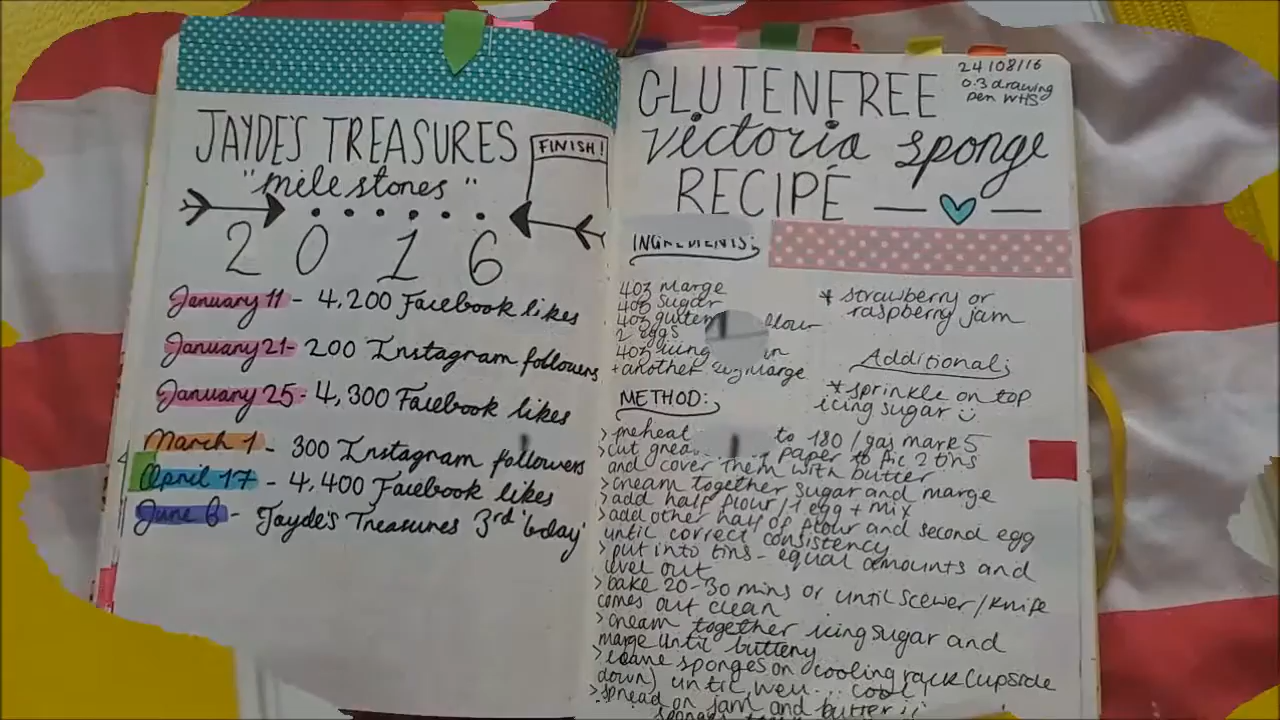 JAYDE'S TREASURES
"milestones"
FINISH!
2016
January 11 - 4,200 Facebook likes
January 21- 200 Instagram followers
January 25 - 4,300 Facebook likes
March 1 - 300 Instagram followers
April 17 - 4,400 Facebook likes
June 6 - Jayde's Treasures 3rd 'bday'
24/08/16
0.3 drawing
pen WHS
GLUTENFREE
victoria sponge
RECIPE
INGREDIENTS:
4oz marge
4oz sugar
4oz
2 eggs
4oz icing
+ another marge
* strawberry or
raspberry jam
Additional:
* sprinkle on top
icing sugar
METHOD:
> preheat to 180 / gas mark 5
> cut paper to fit 2 tins
and cover them with butter
> cream together sugar and marge
> add half flour / 1 egg + mix
> add other half of flour and second egg
until correct consistency
> put into tins - equal amounts and
level out
> bake 20-30 mins or until scewer/knife
comes out clean
> cream together icing sugar and
marge until buttery
> leave sponges on cooling rack (upside
down) until cool
> spread on jam and butter